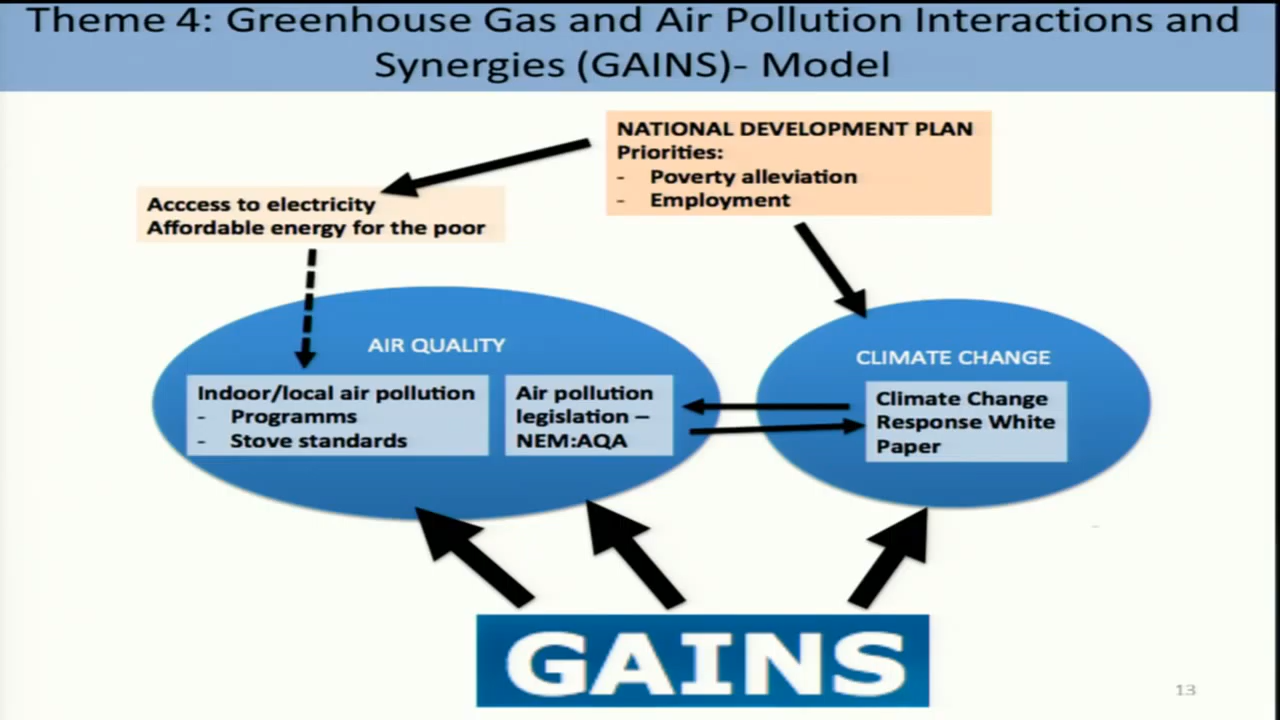 Theme 4: Greenhouse Gas and Air Pollution Interactions and
Synergies (GAINS)- Model
NATIONAL DEVELOPMENT PLAN
Priorities:
- Poverty alleviation
- Employment
Acccess to electricity
Affordable energy for the poor
AIR QUALITY
Indoor/local air pollution
- Programms
- Stove standards
Air pollution
legislation –
NEM:AQA
CLIMATE CHANGE
Climate Change
Response White
Paper
GAINS
13